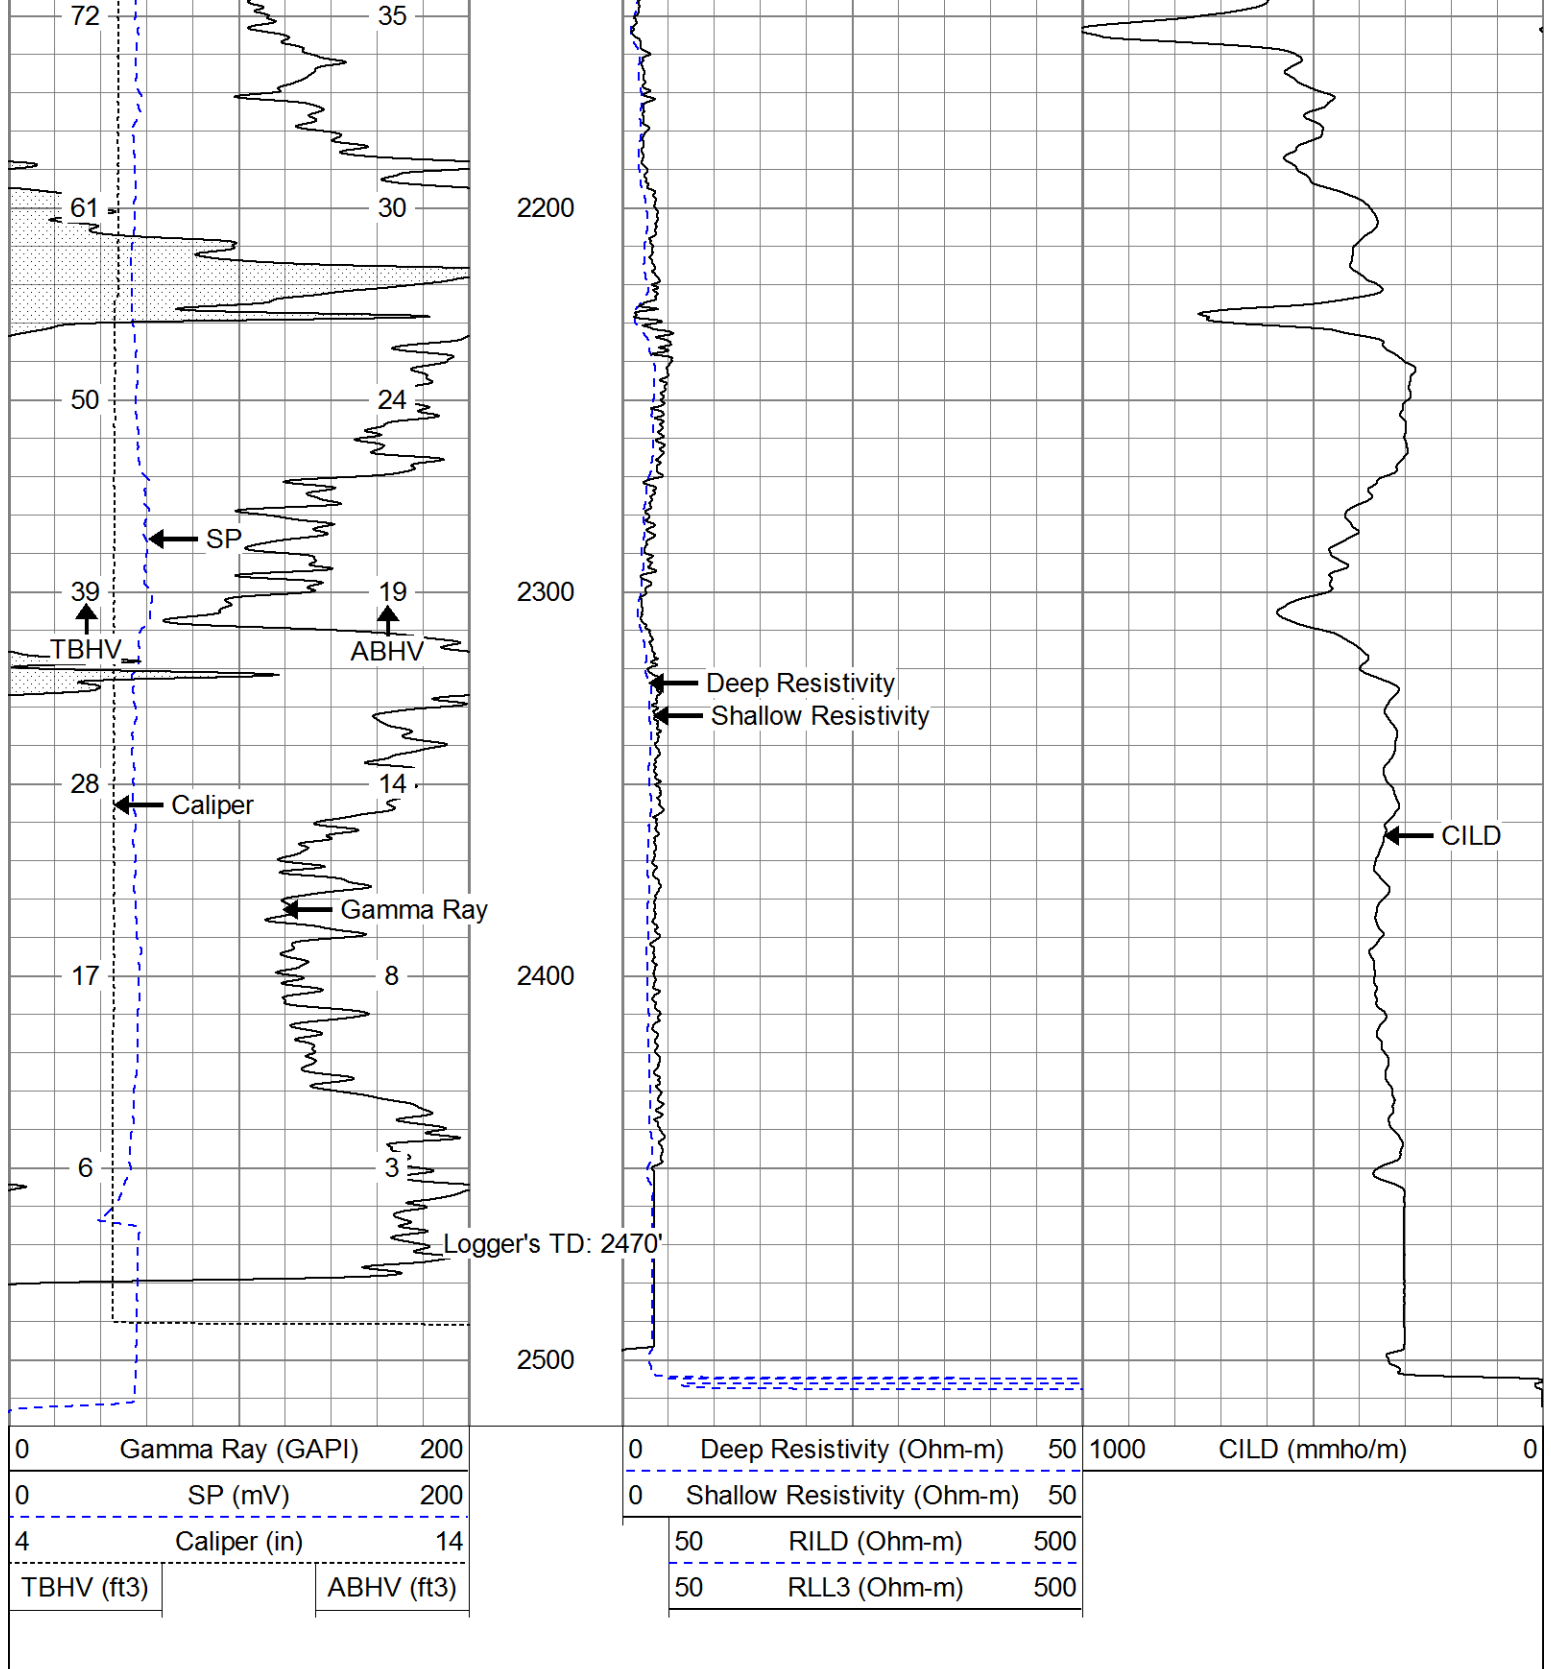 72 35
61 30 2200
50 24
SP
39 19 2300
TBHV ABHV
Deep Resistivity
Shallow Resistivity
28 14
Caliper
CILD
Gamma Ray
17 8 2400
6 3
Logger's TD: 2470'
2500
0 Gamma Ray (GAPI) 200 0 Deep Resistivity (Ohm-m) 50 1000 CILD (mmho/m) 0
0 SP (mV) 200 0 Shallow Resistivity (Ohm-m) 50
4 Caliper (in) 14 50 RILD (Ohm-m) 500
TBHV (ft3) ABHV (ft3) 50 RLL3 (Ohm-m) 500